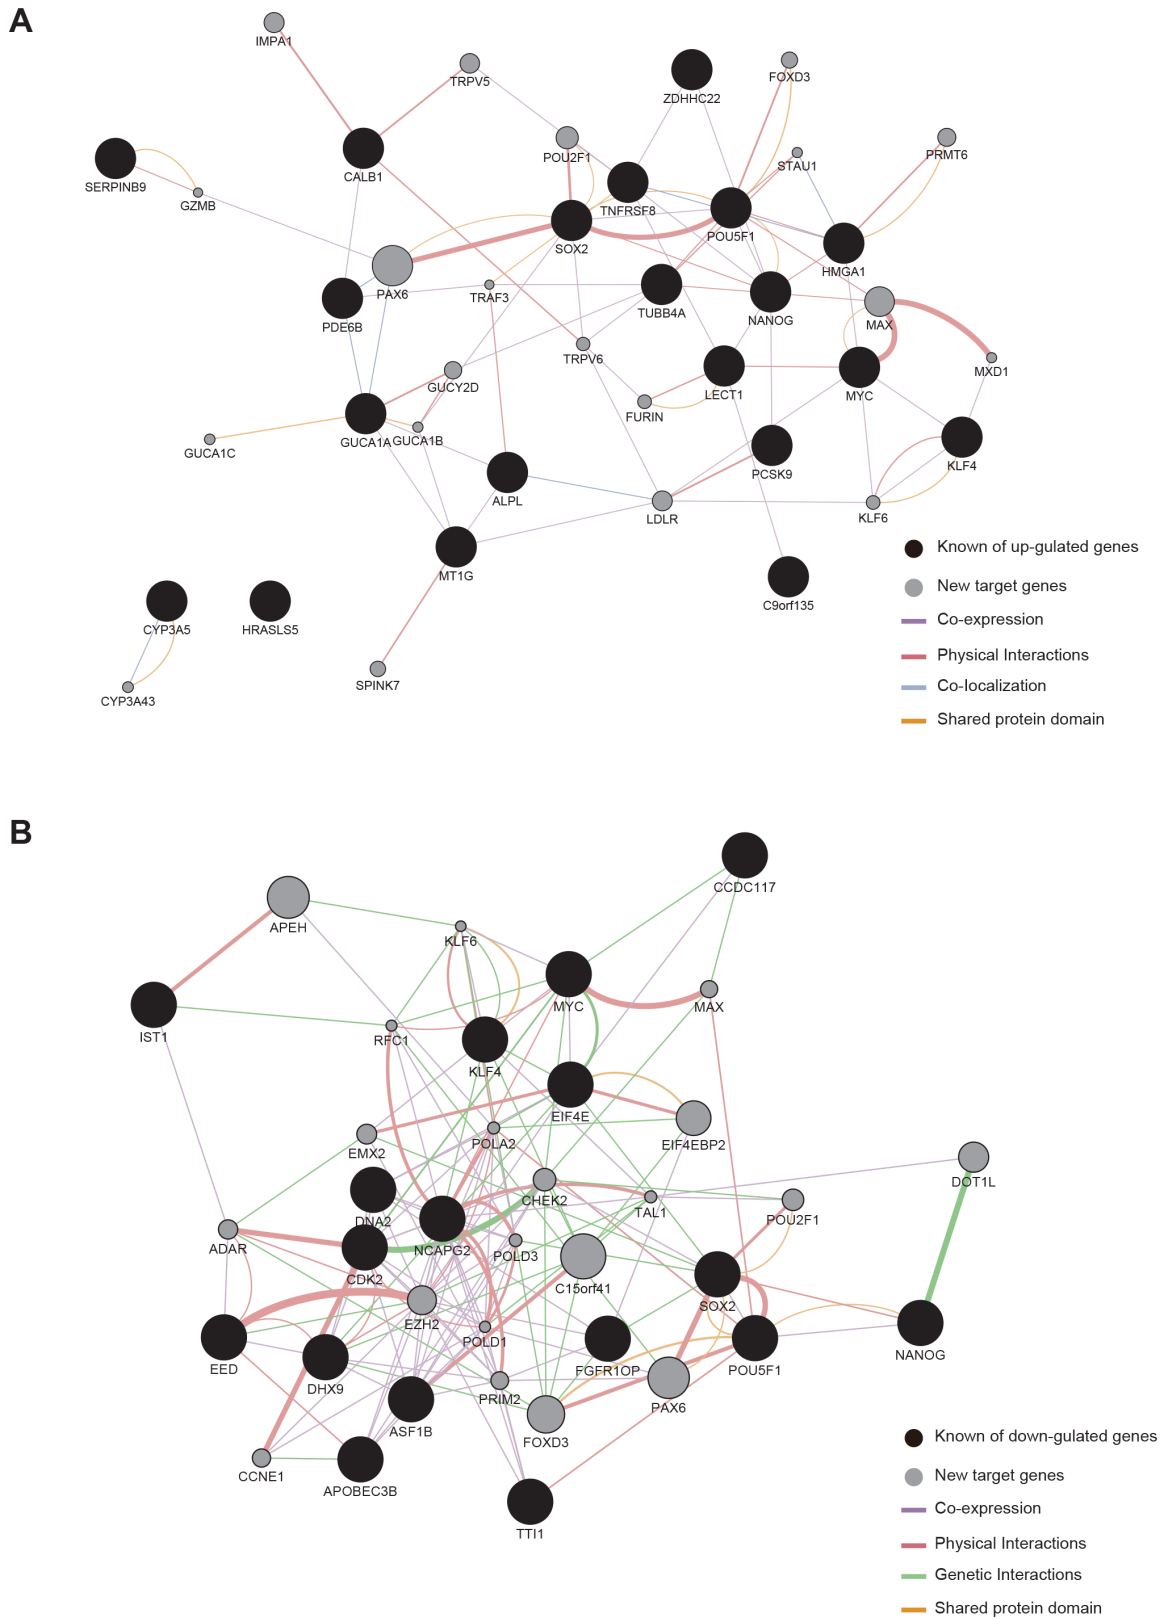 A
IMPA1
TRPV5
ZDHHC22
FOXD3
POU2F1
STAU1
PRMT6
SERPINB9
CALB1
GZMB
TNFRSF8
POU5F1
SOX2
HMGA1
PAX6
TRAF3
PDE6B
TUBB4A
NANOG
MAX
TRPV6
MXD1
GUCY2D
LECT1
MYC
FURIN
GUCA1A
GUCA1B
GUCA1C
KLF4
PCSK9
ALPL
LDLR
KLF6
MT1G
C9orf135
CYP3A5
HRASLS5
SPINK7
CYP3A43
Known of up-gulated genes
New target genes
Co-expression
Physical Interactions
Co-localization
Shared protein domain
B
CCDC117
APEH
KLF6
MYC
MAX
IST1
RFC1
KLF4
EIF4E
EIF4EBP2
POLA2
EMX2
DOT1L
CHEK2
TAL1
POU2F1
DNA2
ADAR
NCAPG2
POLD3
CDK2
C15orf41
SOX2
EZH2
POLD1
NANOG
EED
FGFR1OP
POU5F1
DHX9
PRIM2
PAX6
ASF1B
FOXD3
CCNE1
APOBEC3B
TTI1
Known of down-gulated genes
New target genes
Co-expression
Physical Interactions
Genetic Interactions
Shared protein domain